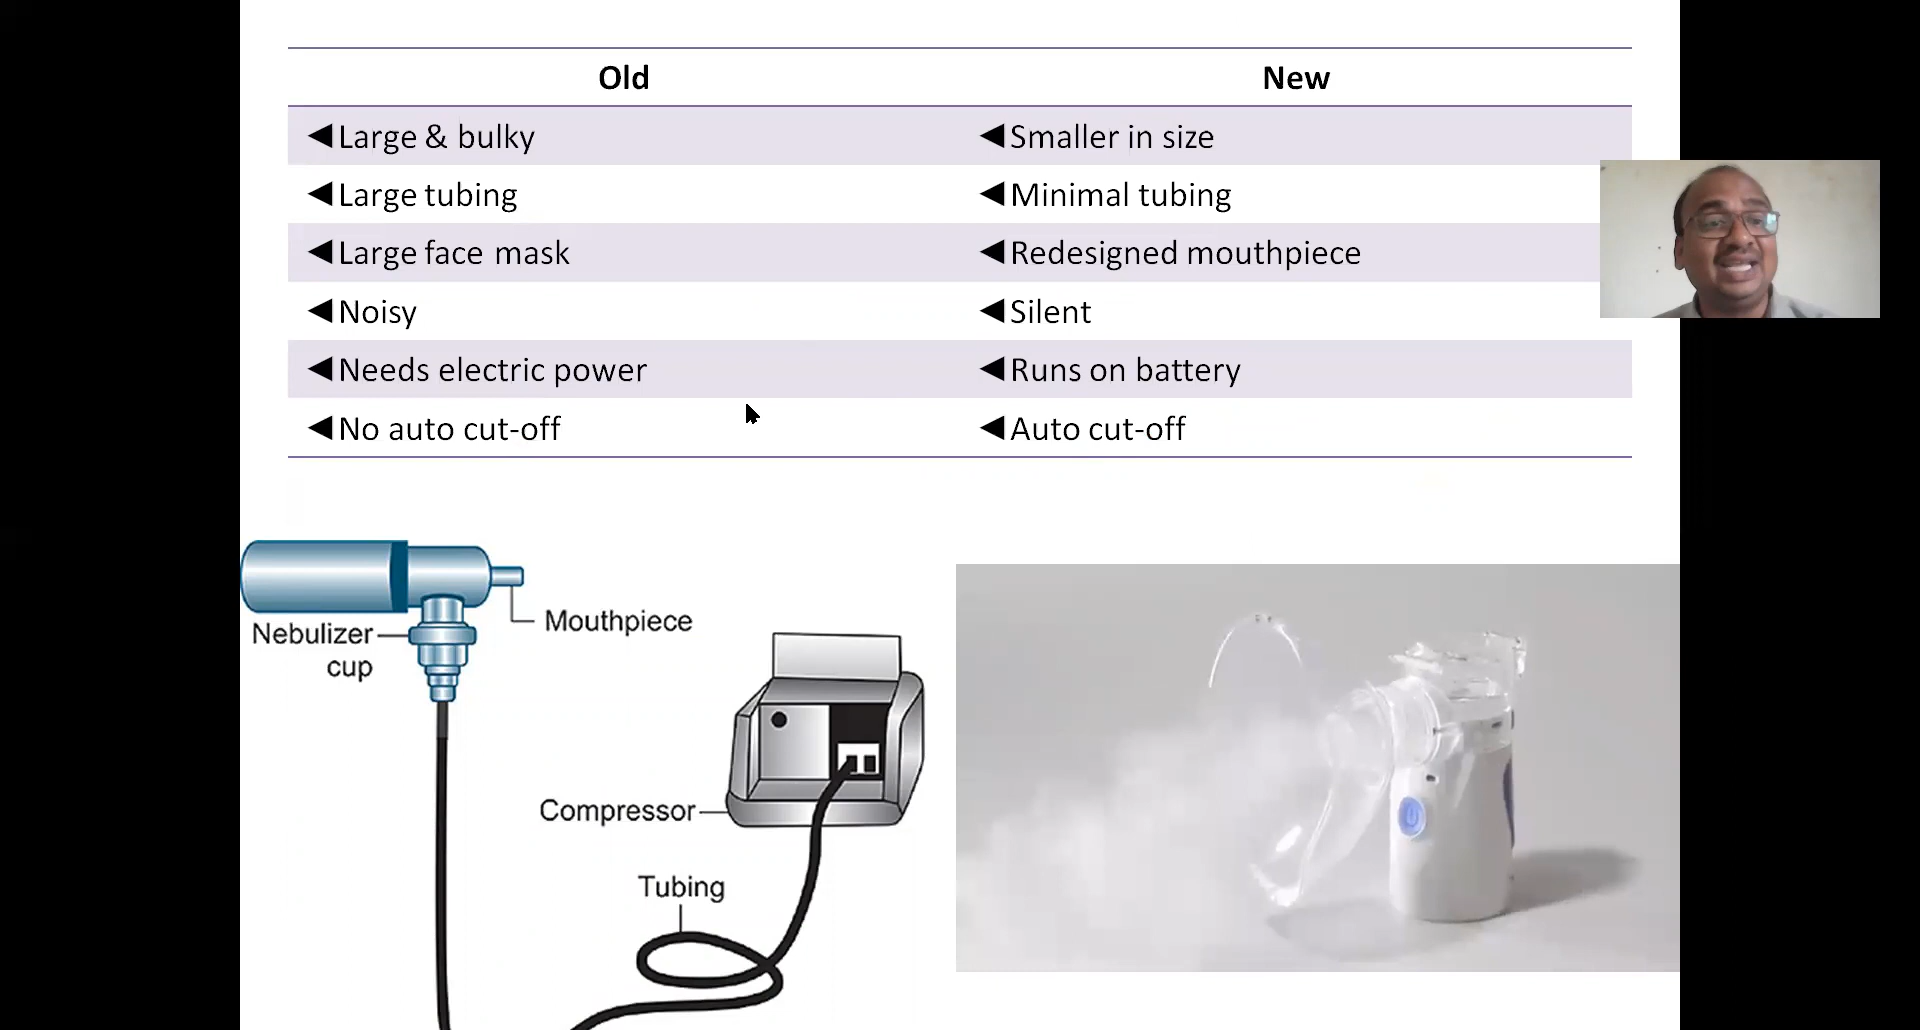 Old
New
Large & bulky
Smaller in size
Large tubing
Minimal tubing
Large face mask
Redesigned mouthpiece
Noisy
Silent
Needs electric power
Runs on battery
No auto cut-off
Auto cut-off
Mouthpiece
Nebulizer
cup
Compressor
Tubing